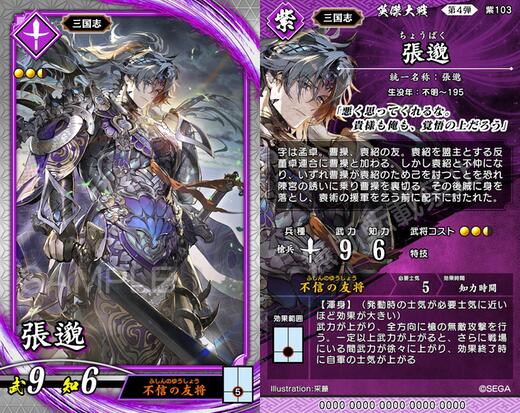 三国志
張邈
武9 知6
ふしんのゆうしょう
不信の友将
5
SAMPLE
紫
三国志
英傑大戦
第4弾
紫103
ちょうばく
張邈
統一名称：張邈
生没年：不明～195
「悪く思ってくれるな。
貴様も俺も、覚悟の上だろう」
字は孟卓。曹操、袁紹の友。袁紹を盟主とする反
董卓連合に曹操と加わる。しかし袁紹と不仲にな
り、いずれ曹操が袁紹のため己を討つことを恐れ
陳宮の誘いに乗り曹操を裏切る。その後賊に身を
落とし、袁術の援軍を乞う前に配下に討たれた。
兵種 武力 知力 武将コスト
槍兵 9 6 特技
ふしんのゆうしょう
不信の友将
必要士気
5
効果時間
知力時間
効果範囲
【渾身】（発動時の士気が必要士気に近い
ほど効果が大きい）
武力が上がり、全方向に槍の無敵攻撃を行
う。一定以上武力が上がると、さらに戦場
にいる間武力が徐々に上がり、効果終了時
に自軍の士気が上がる
Illustration:采藤
©SEGA
0000 0000 0000 0000 0000